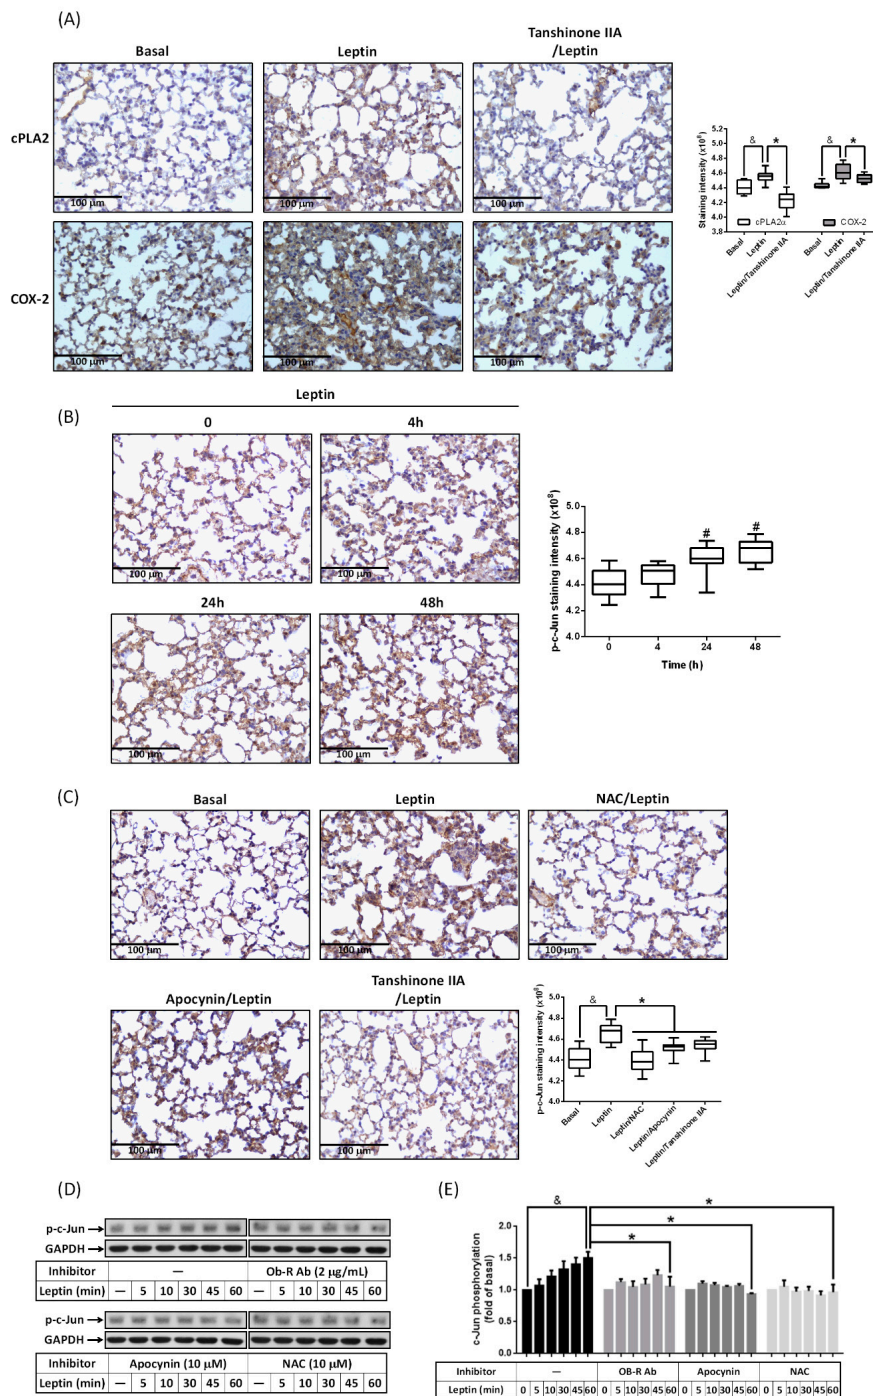 (A)
Basal
Leptin
Tanshinone IIA
/Leptin
cPLA2
100 µm
100 µm
100 µm
COX-2
100 µm
100 µm
100 µm
Staining intensity (x10⁸)
5.2
5.0
4.8
4.6
4.4
4.2
4.0
3.8
& * & *
cPLA2α COX-2
Basal
Leptin
Leptin/Tanshinone IIA
Basal
Leptin
Leptin/Tanshinone IIA
(B)
Leptin
0
4h
100 µm
100 µm
24h
48h
100 µm
100 µm
p-c-Jun staining intensity (x10⁸)
5.0
4.8
4.6
4.4
4.2
4.0
# #
0 4 24 48
Time (h)
(C)
Basal
Leptin
NAC/Leptin
100 µm
100 µm
100 µm
Apocynin/Leptin
Tanshinone IIA
/Leptin
100 µm
100 µm
p-c-Jun staining intensity (x10⁸)
5.0
4.8
4.6
4.4
4.2
4.0
& *
Basal
Leptin
Leptin/NAC
Leptin/Apocynin
Leptin/Tanshinone IIA
(D)
p-c-Jun
GAPDH
Inhibitor — Ob-R Ab (2 µg/mL)
Leptin (min) — 5 10 30 45 60 — 5 10 30 45 60
p-c-Jun
GAPDH
Inhibitor Apocynin (10 µM) NAC (10 µM)
Leptin (min) — 5 10 30 45 60 — 5 10 30 45 60
(E)
c-Jun phosphorylation
(fold of basal)
2.0
1.5
1.0
0.5
0.0
& * * *
Inhibitor — OB-R Ab Apocynin NAC
Leptin (min) 0 5 10 30 45 60 0 5 10 30 45 60 0 5 10 30 45 60 0 5 10 30 45 60